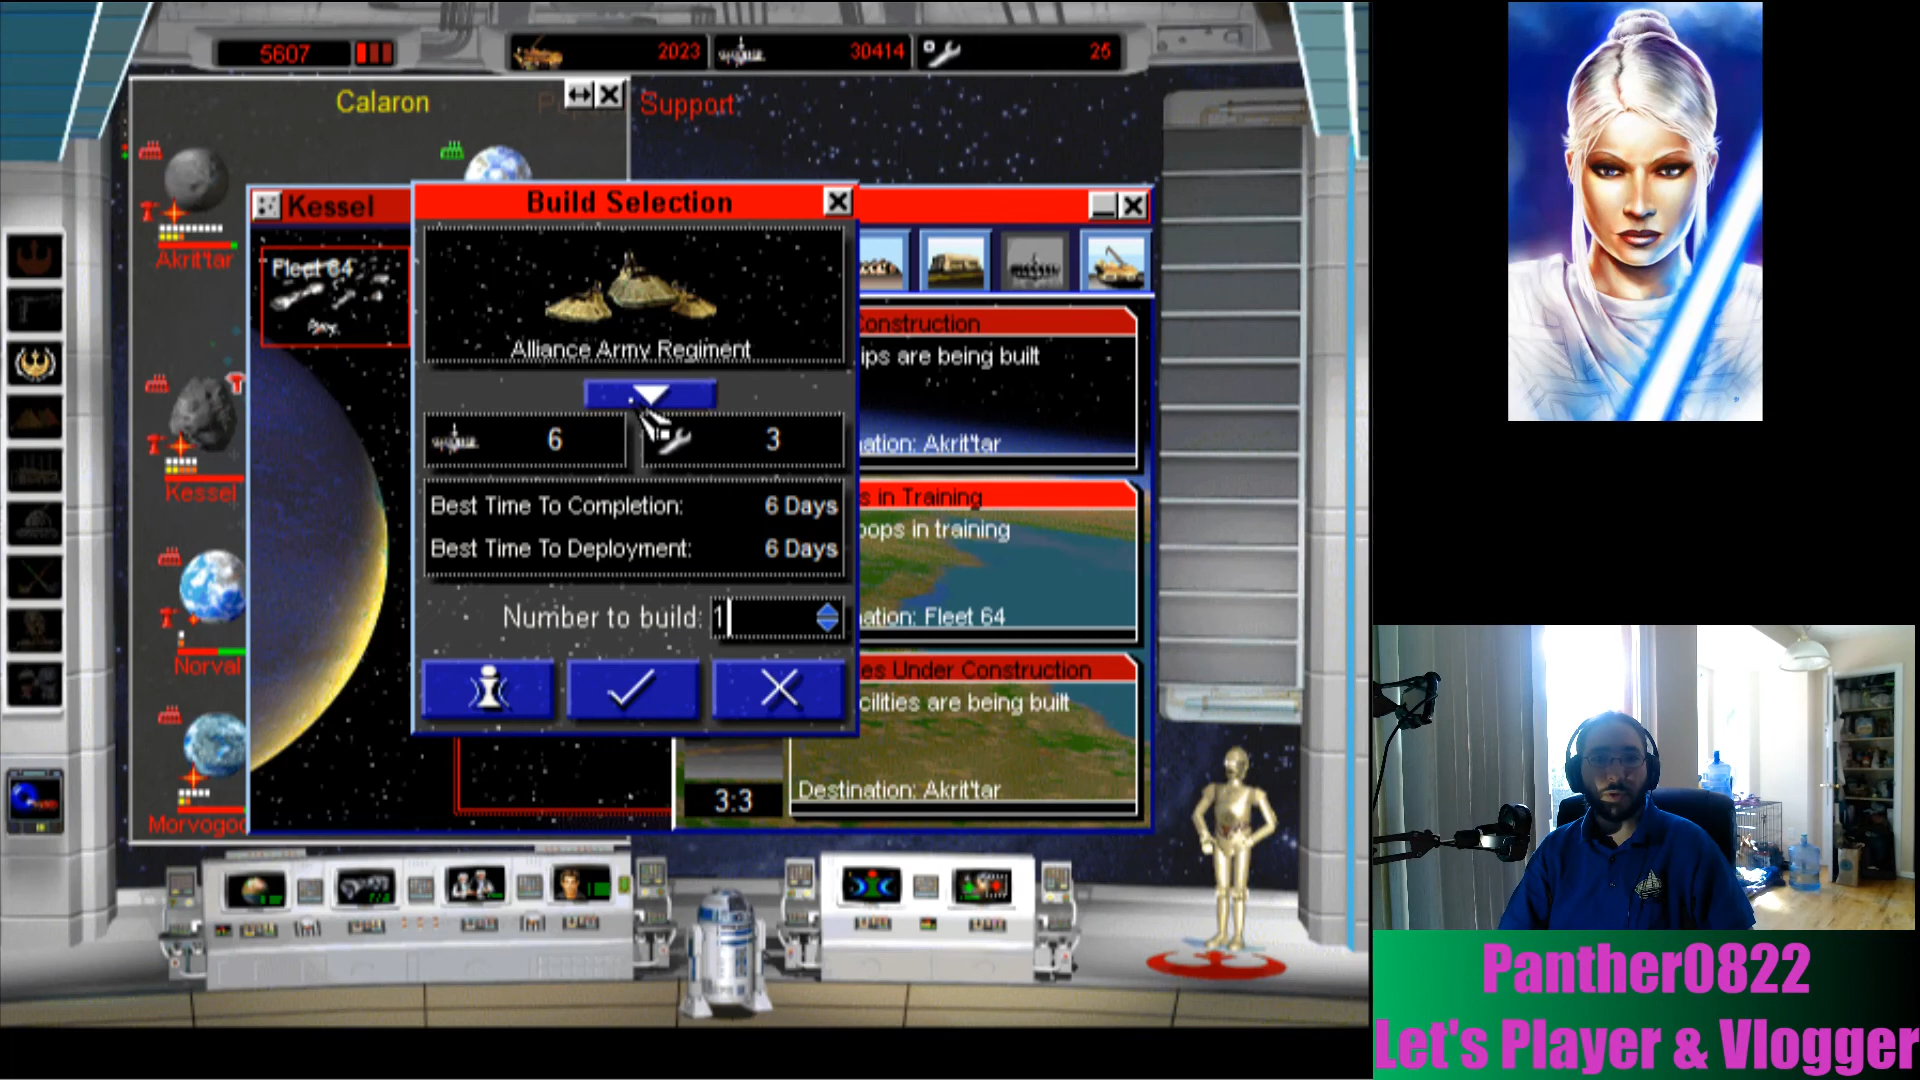 5607
2023
30414
25
Calaron
Support
Akrit'tar
Kessel
Norval
Kessel
Fleet 64
Build Selection
Alliance Army Regiment
6
3
Best Time To Completion: 6 Days
Best Time To Deployment: 6 Days
Number to build: 1
Construction
ips are being built
ation: Akrit'tar
s in Training
oops in training
ation: Fleet 64
es Under Construction
cilities are being built
Destination: Akrit'tar
3:3
Panther0822
Let's Player & Vlogger